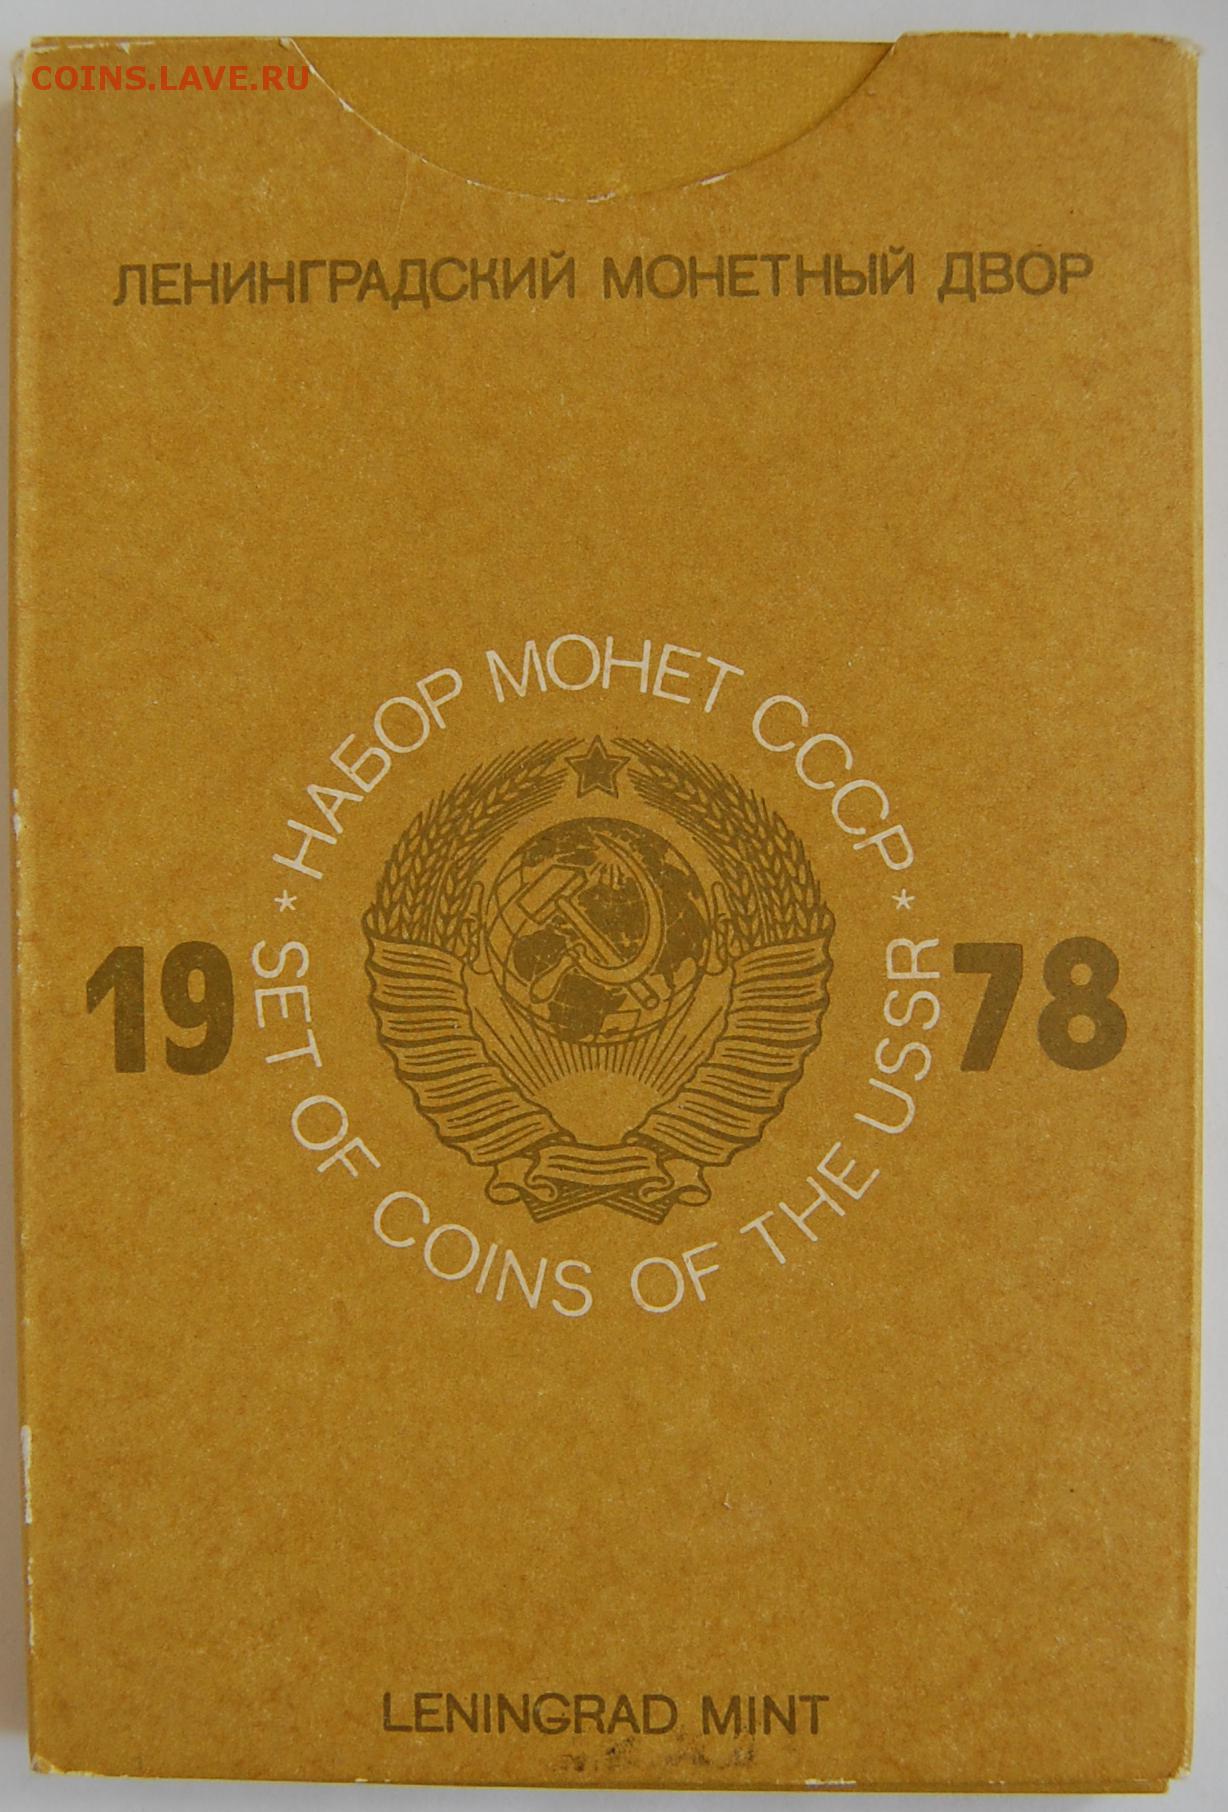 COINS.LAVE.RU
ЛЕНИНГРАДСКИЙ МОНЕТНЫЙ ДВОР
* НАБОР МОНЕТ СССР *
19 78
SET OF COINS OF THE USSR
LENINGRAD MINT